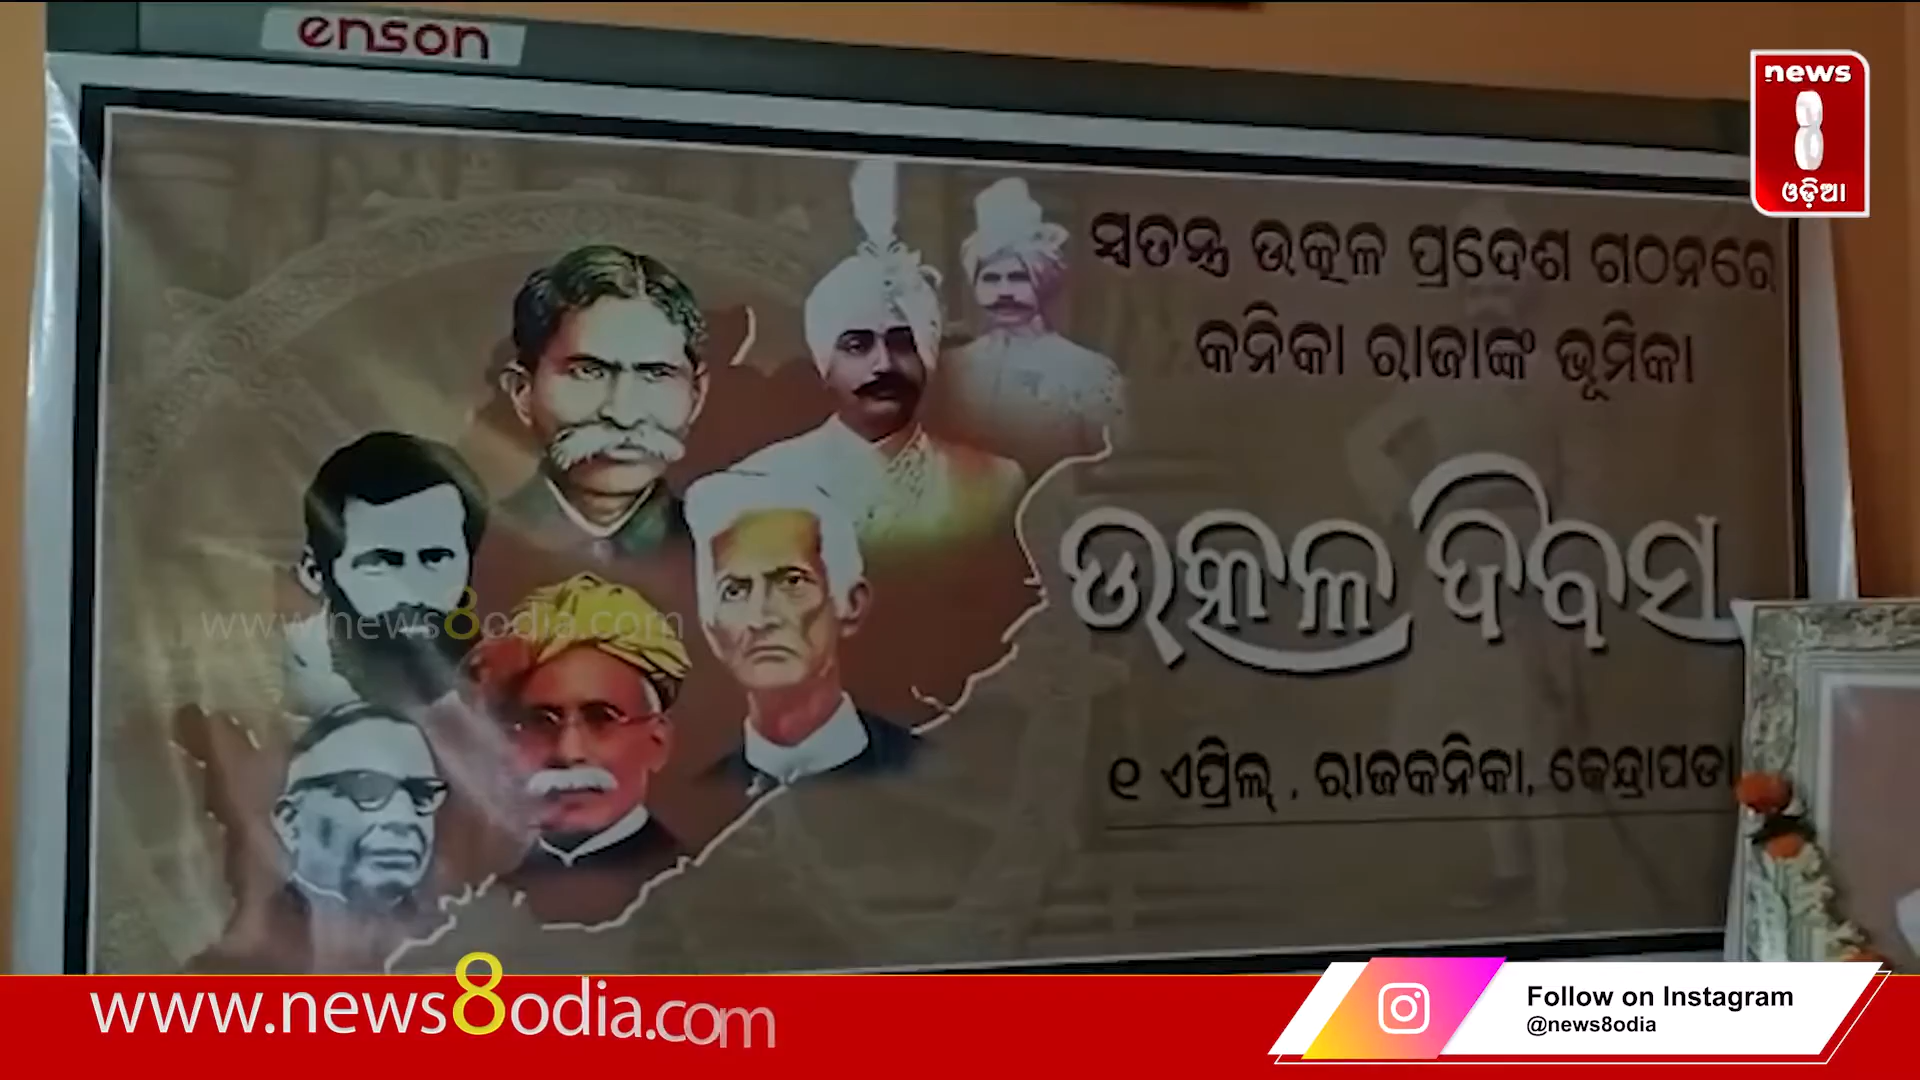 enson
news
8
ଓଡ଼ିଆ
ସ୍ୱତନ୍ତ୍ର ଉତ୍କଳ ପ୍ରଦେଶ ଗଠନରେ
କନିକା ରାଜାଙ୍କ ଭୂମିକା
ଉତ୍କଳ ଦିବସ
୧ ଏପ୍ରିଲ୍ , ରାଜକନିକା, କେନ୍ଦ୍ରାପଡା
www.news8odia.com
www.news8odia.com
Follow on Instagram
@news8odia